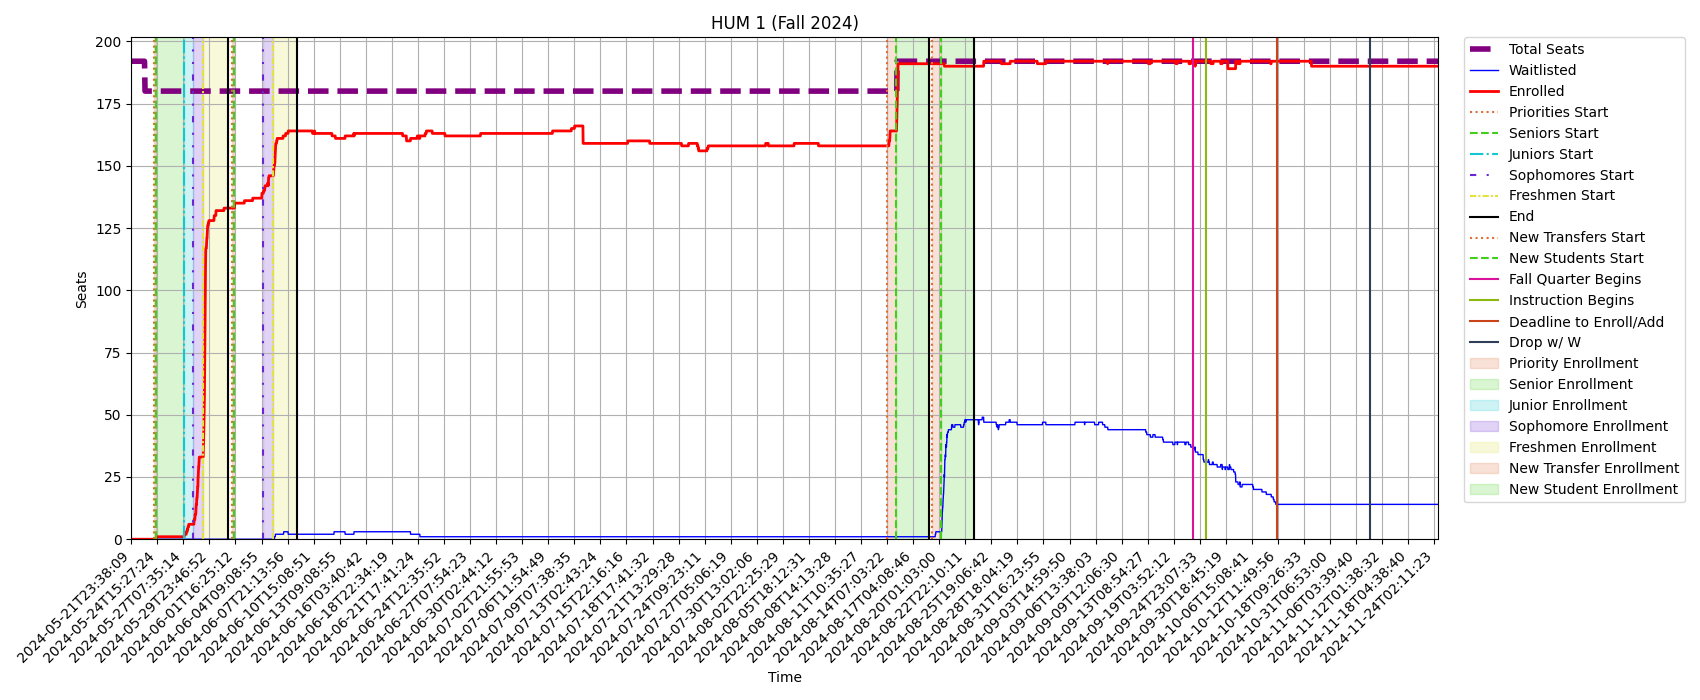 HUM 1 (Fall 2024)
Seats
200
175
150
125
100
75
50
25
0
2024-05-21T23:38:09
2024-05-24T15:27:24
2024-05-27T07:35:14
2024-05-29T23:46:52
2024-06-01T16:25:12
2024-06-04T09:08:55
2024-06-07T21:13:56
2024-06-10T15:08:51
2024-06-13T09:08:55
2024-06-16T03:40:42
2024-06-18T22:34:19
2024-06-21T17:41:24
2024-06-24T12:35:52
2024-06-27T07:54:23
2024-06-30T02:44:12
2024-07-02T21:55:53
2024-07-06T11:54:49
2024-07-09T07:38:35
2024-07-13T02:43:24
2024-07-15T22:16:16
2024-07-18T17:41:32
2024-07-21T13:29:28
2024-07-24T09:23:11
2024-07-27T05:06:19
2024-07-30T13:02:06
2024-08-02T22:25:29
2024-08-05T18:12:31
2024-08-08T14:13:28
2024-08-11T10:35:27
2024-08-14T07:03:22
2024-08-17T04:08:46
2024-08-20T01:03:00
2024-08-22T22:10:11
2024-08-25T19:06:42
2024-08-28T18:04:19
2024-08-31T16:23:55
2024-09-03T14:59:50
2024-09-06T13:38:03
2024-09-09T12:06:30
2024-09-13T08:54:27
2024-09-19T03:52:12
2024-09-24T23:07:33
2024-09-30T18:45:19
2024-10-06T15:08:41
2024-10-12T11:49:56
2024-10-18T09:26:33
2024-10-31T06:53:00
2024-11-06T03:39:40
2024-11-12T01:38:32
2024-11-18T04:38:40
2024-11-24T02:11:23
Time
Total Seats
Waitlisted
Enrolled
Priorities Start
Seniors Start
Juniors Start
Sophomores Start
Freshmen Start
End
New Transfers Start
New Students Start
Fall Quarter Begins
Instruction Begins
Deadline to Enroll/Add
Drop w/ W
Priority Enrollment
Senior Enrollment
Junior Enrollment
Sophomore Enrollment
Freshmen Enrollment
New Transfer Enrollment
New Student Enrollment